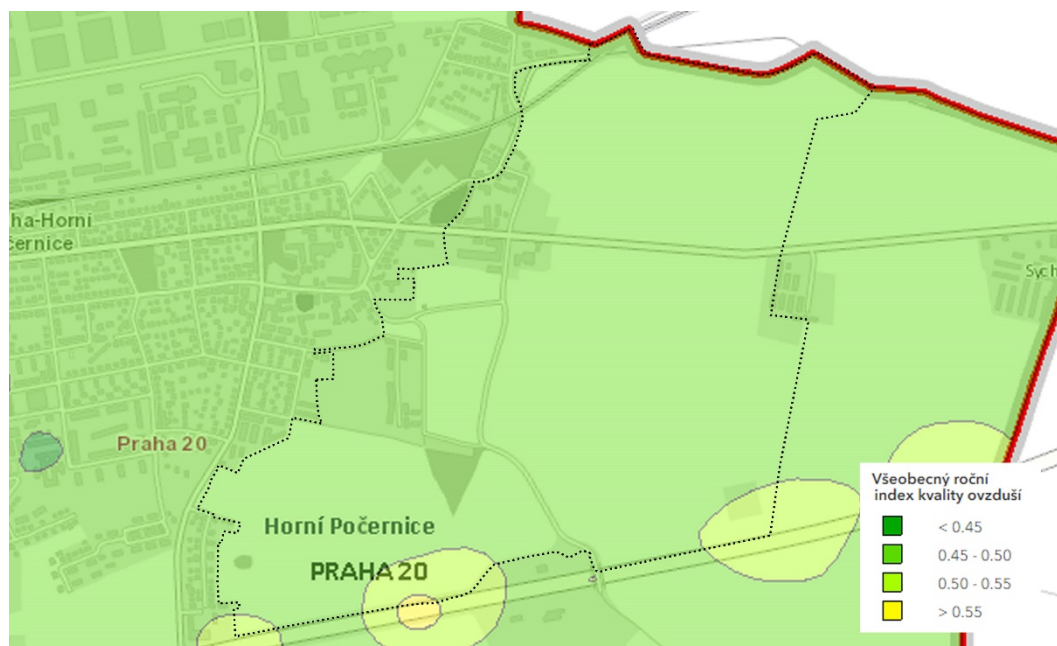 ha-Horní
černice
Sych
Praha 20
Horní Počernice
PRAHA 20
Všeobecný roční
index kvality ovzduší
< 0.45
0.45 - 0.50
0.50 - 0.55
> 0.55